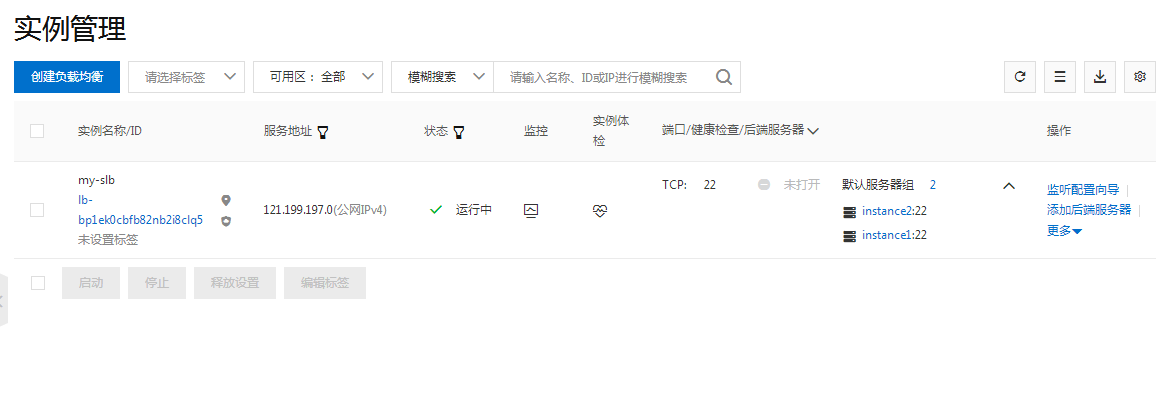 实例管理
创建负载均衡 请选择标签 可用区： 全部 模糊搜索 请输入名称、ID或IP进行模糊搜索
实例名称/ID 服务地址 状态 监控 实例体检 端口/健康检查/后端服务器 操作
my-slb
lb-
bp1ek0cbfb82nb2i8clq5
未设置标签
121.199.197.0(公网IPv4) 运行中
TCP: 22 未打开 默认服务器组 2
instance2:22
instance1:22
监听配置向导
添加后端服务器
更多
启动 停止 释放设置 编辑标签